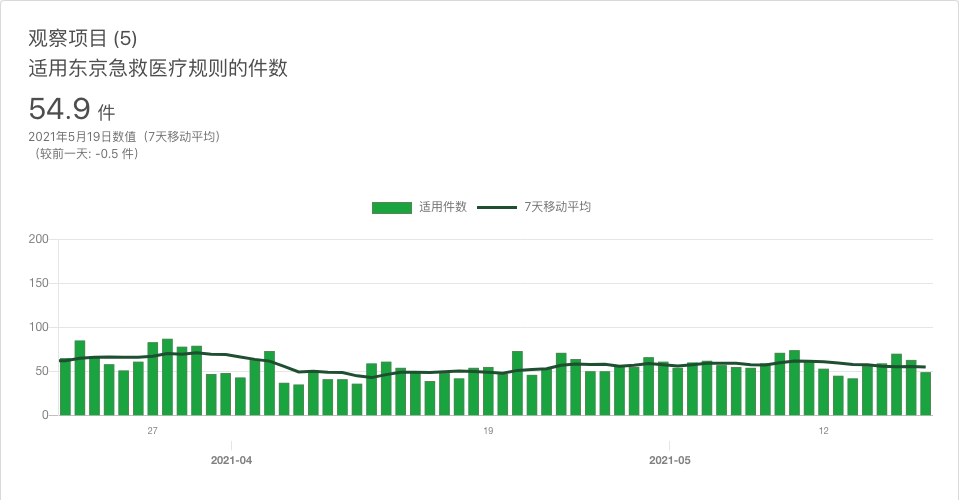 观察项目 (5)
适用东京急救医疗规则的件数
54.9 件
2021年5月19日数值（7天移动平均）
（较前一天: -0.5 件）
适用件数 7天移动平均
200
150
100
50
0
27 19 12
2021-04 2021-05